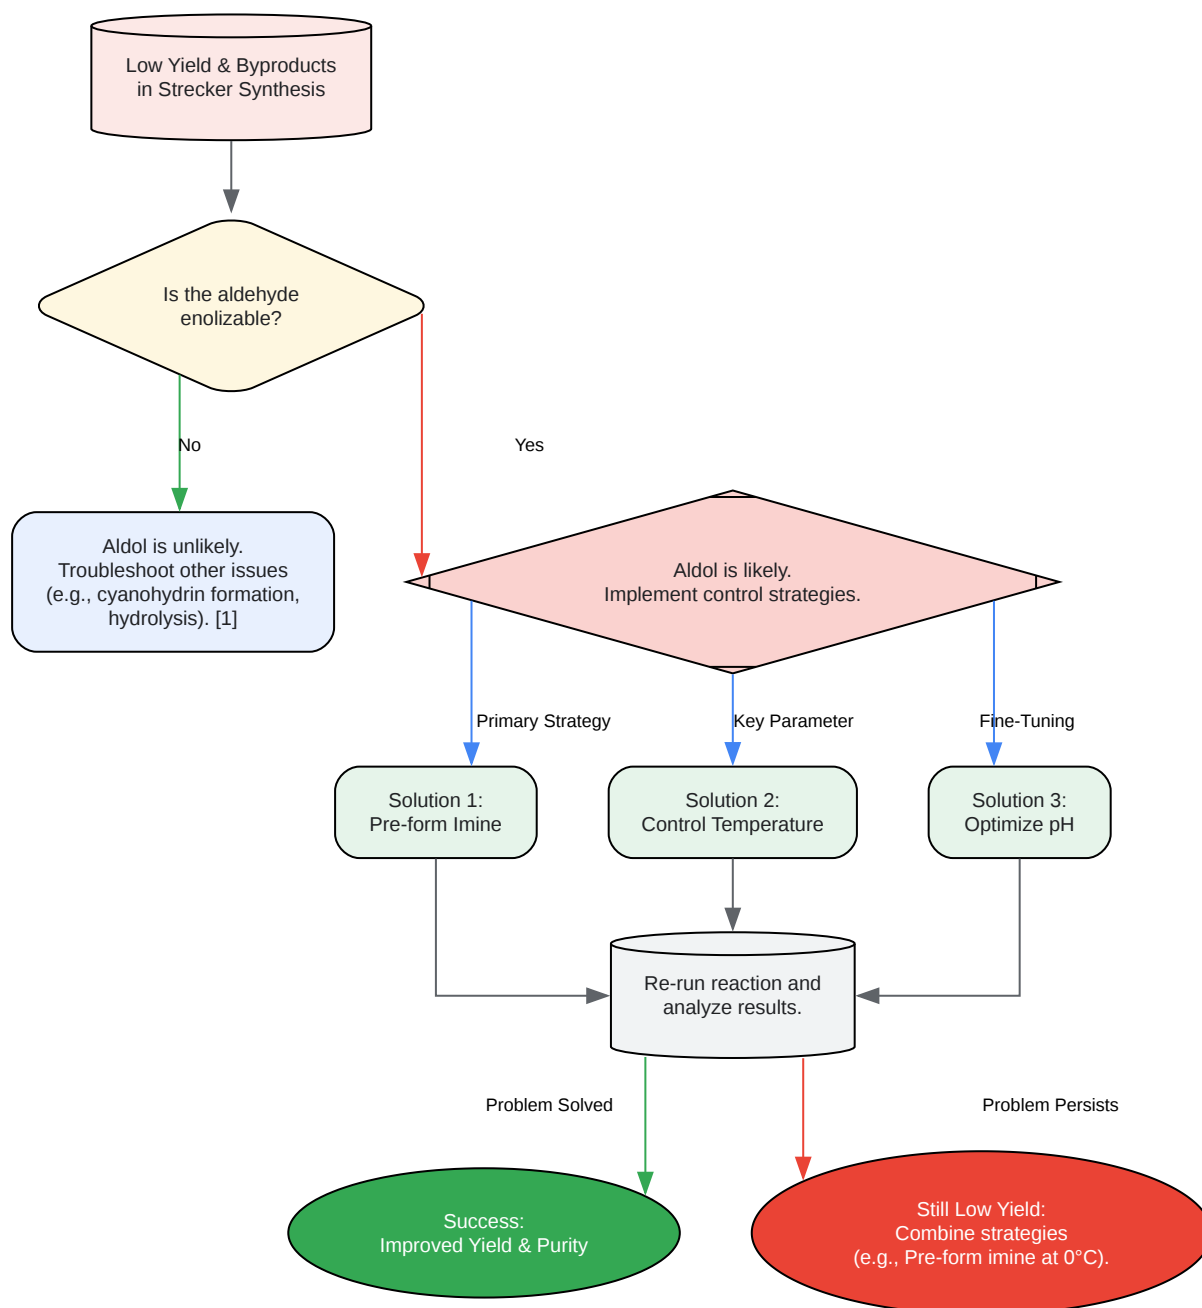 Low Yield & Byproducts
in Strecker Synthesis
Is the aldehyde
enolizable?
No
Yes
Aldol is unlikely.
Troubleshoot other issues
(e.g., cyanohydrin formation,
hydrolysis). [1]
Aldol is likely.
Implement control strategies.
Primary Strategy
Key Parameter
Fine-Tuning
Solution 1:
Pre-form Imine
Solution 2:
Control Temperature
Solution 3:
Optimize pH
Re-run reaction and
analyze results.
Problem Solved
Problem Persists
Success:
Improved Yield & Purity
Still Low Yield:
Combine strategies
(e.g., Pre-form imine at 0°C).